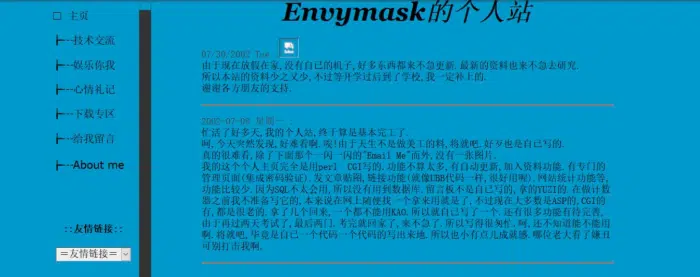 Envymask的个人站
□ 主页
┣┅技术交流
┣┅娱乐你我
┣┅心情礼记
┣┅下载专区
┣┅给我留言
┣┅About me
::友情链接::
=友情链接=
07/20/2002 Tue
由于现在放假在家,没有自己的机子,好多东西都来不急更新.最新的资料也来不急去研究.
所以本站的资料少之又少,不过等开学过后到了学校,我一定补上的.
谢谢各方朋友的支持.
2002-07-09 星期二
忙活了好多天,我的个人站,终于算是基本完工了.
呵,今天突然发现,好难看啊.唉!由于天生不是做美工的料,将就吧.好歹也是自己写的.
真的很难看,除了下面那个一闪一闪的"Email Me"而外,没有一张图片.
我的这个个人主页完全是用perl CGI写的.功能不算太多,有自动更新,加入资料功能.有专门的
管理页面(集成密码验证).发文章贴图,链接功能(就像UBB代码一样,很好用呢).网站统计功能等,
功能比较少.因为SQL不太会用,所以没有用到数据库.留言板不是自己写的,拿的YUZI的.在做计数
器之前我不准备写它的,本来说在网上随便找一个拿来用就是了,不过现在大多数是ASP的,CGI的
有,都是很老的.拿了几个回来,一个都不能用KAO.所以就自己写了一个.还有很多功能有待完善,
由于再过两天考试了,最后两门.考完就回家了,来不急了.所以写得很匆忙.呵,还不知道能不能用
啊.将就吧,毕竟是自己一个代码一个代码的写出来地.所以也小有点儿成就感.哪位老大看了嫌丑
可别打击我啊.